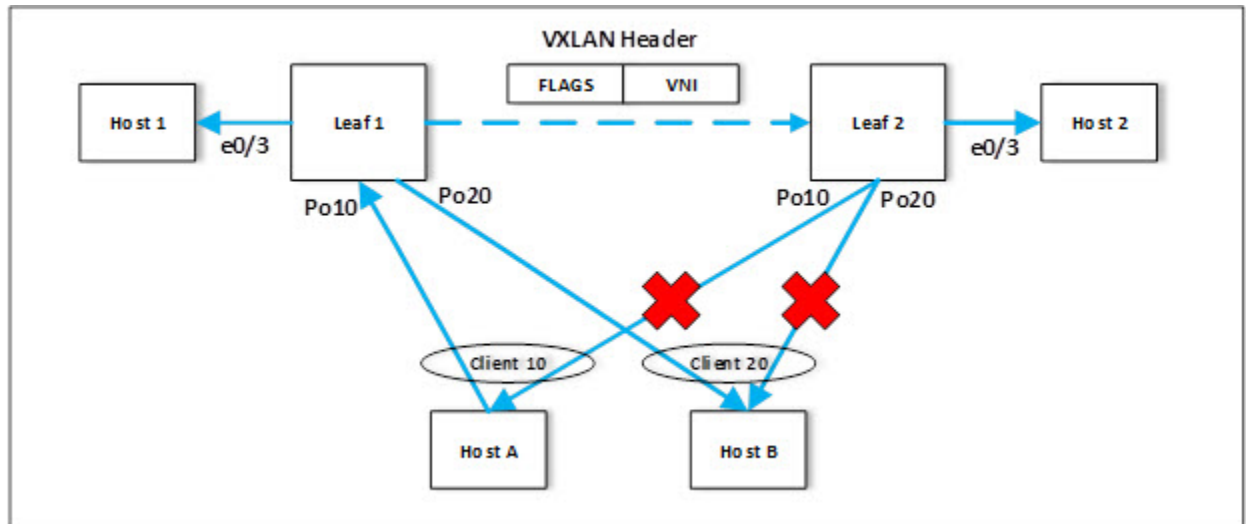 VXLAN Header
FLAGS VNI
Host 1 Leaf 1 Leaf 2 Host 2
e0/3 e0/3
Po10 Po20 Po10 Po20
Client 10 Client 20
Host A Host B